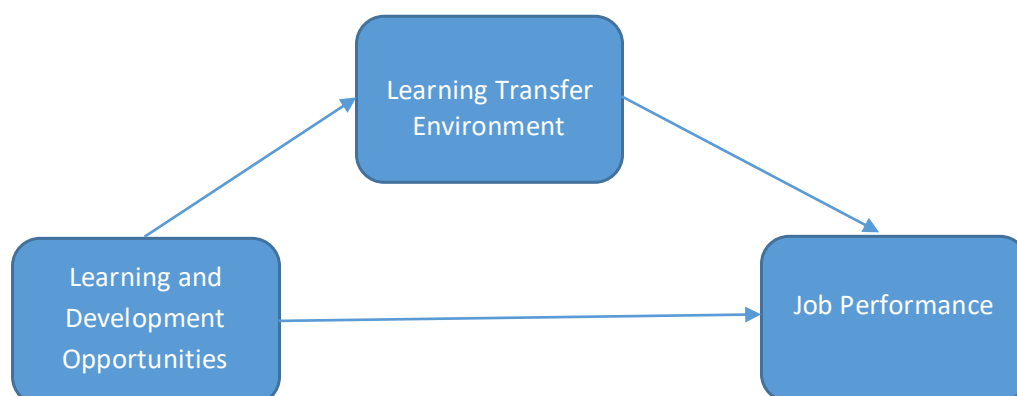 Learning Transfer
Environment
Learning and
Development
Opportunities
Job Performance